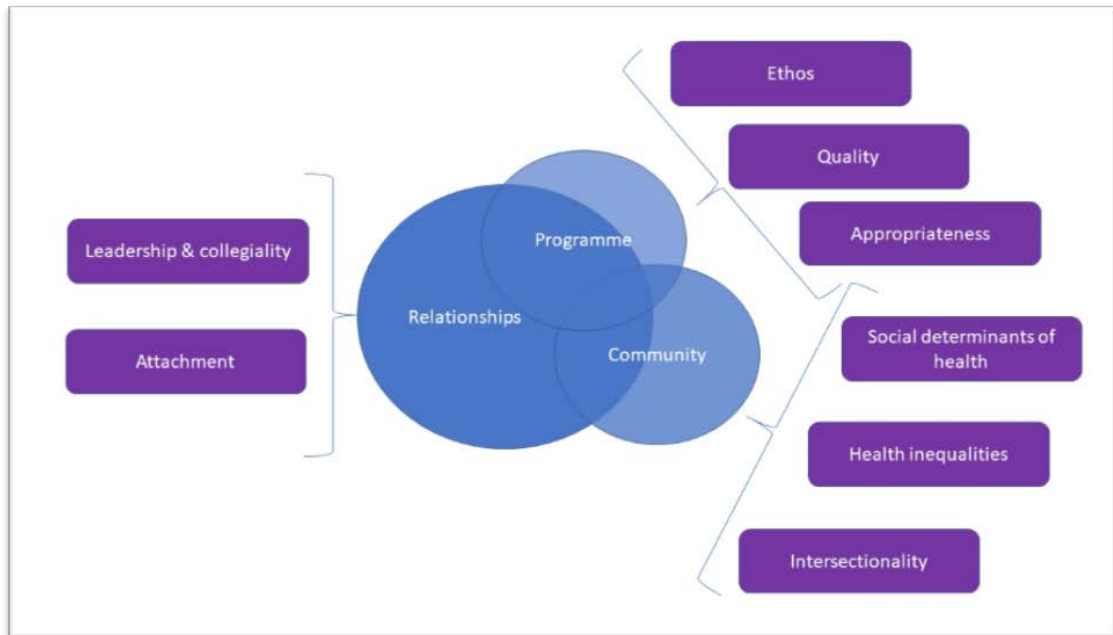 Ethos
Quality
Appropriateness
Programme
Leadership & collegiality
Relationships
Attachment
Community
Social determinants of
health
Health inequalities
Intersectionality